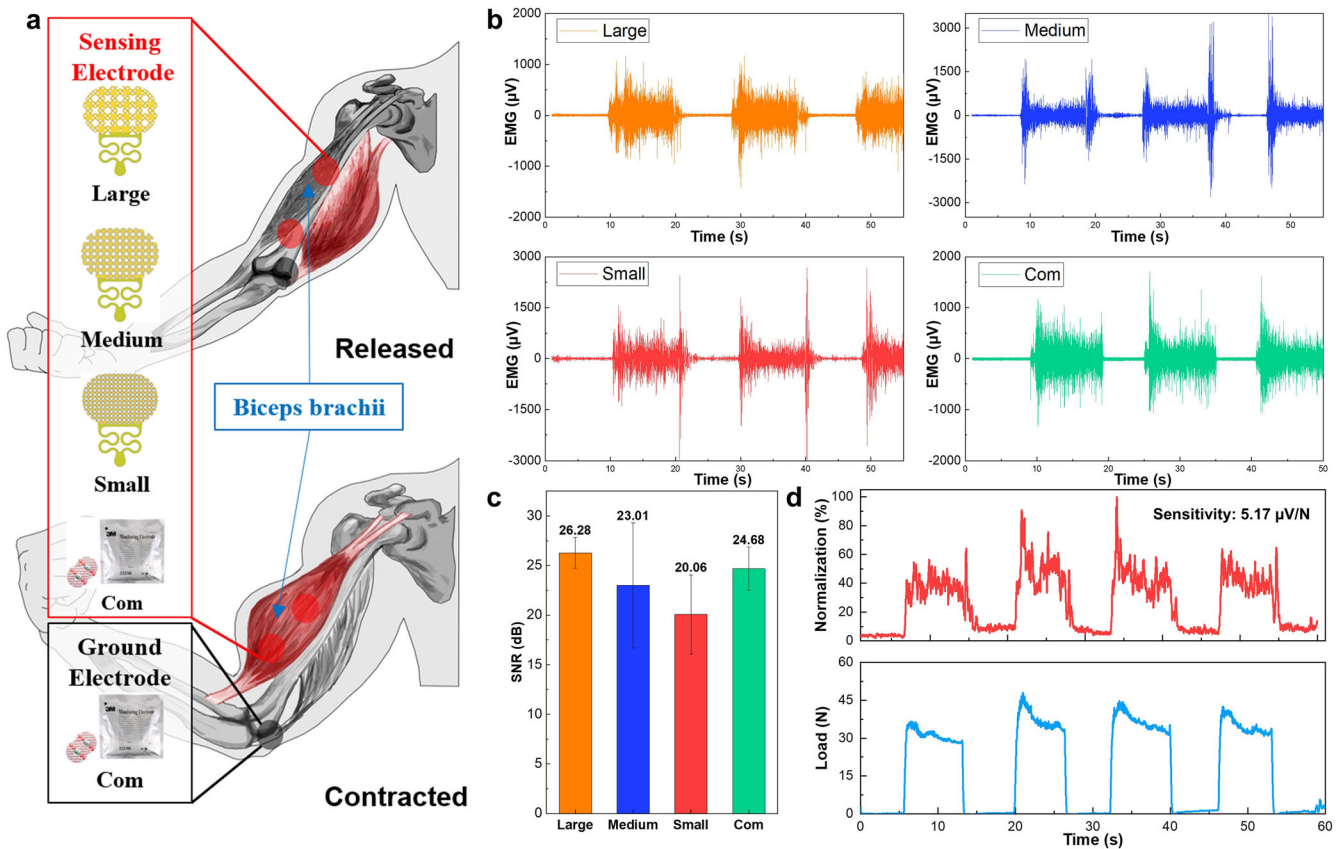 a
Sensing
Electrode
Large
Medium
Small
3M
Monitoring Electrode
Com
Ground
Electrode
3M
Monitoring Electrode
Com
Released
Biceps brachii
Contracted
b
Large
EMG (µV)
2000
1000
0
-1000
-2000
0 10 20 30 40 50
Time (s)
Medium
EMG (µV)
3000
1500
0
-1500
-3000
0 10 20 30 40 50
Time (s)
Small
EMG (µV)
3000
1500
0
-1500
-3000
0 10 20 30 40 50
Time (s)
Com
EMG (µV)
2000
1000
0
-1000
-2000
0 10 20 30 40 50
Time (s)
c
SNR (dB)
30
25
20
15
10
5
0
26.28
23.01
20.06
24.68
Large Medium Small Com
d
Sensitivity: 5.17 µV/N
Normalization (%)
100
80
60
40
20
0
Load (N)
60
45
30
15
0
0 10 20 30 40 50 60
Time (s)